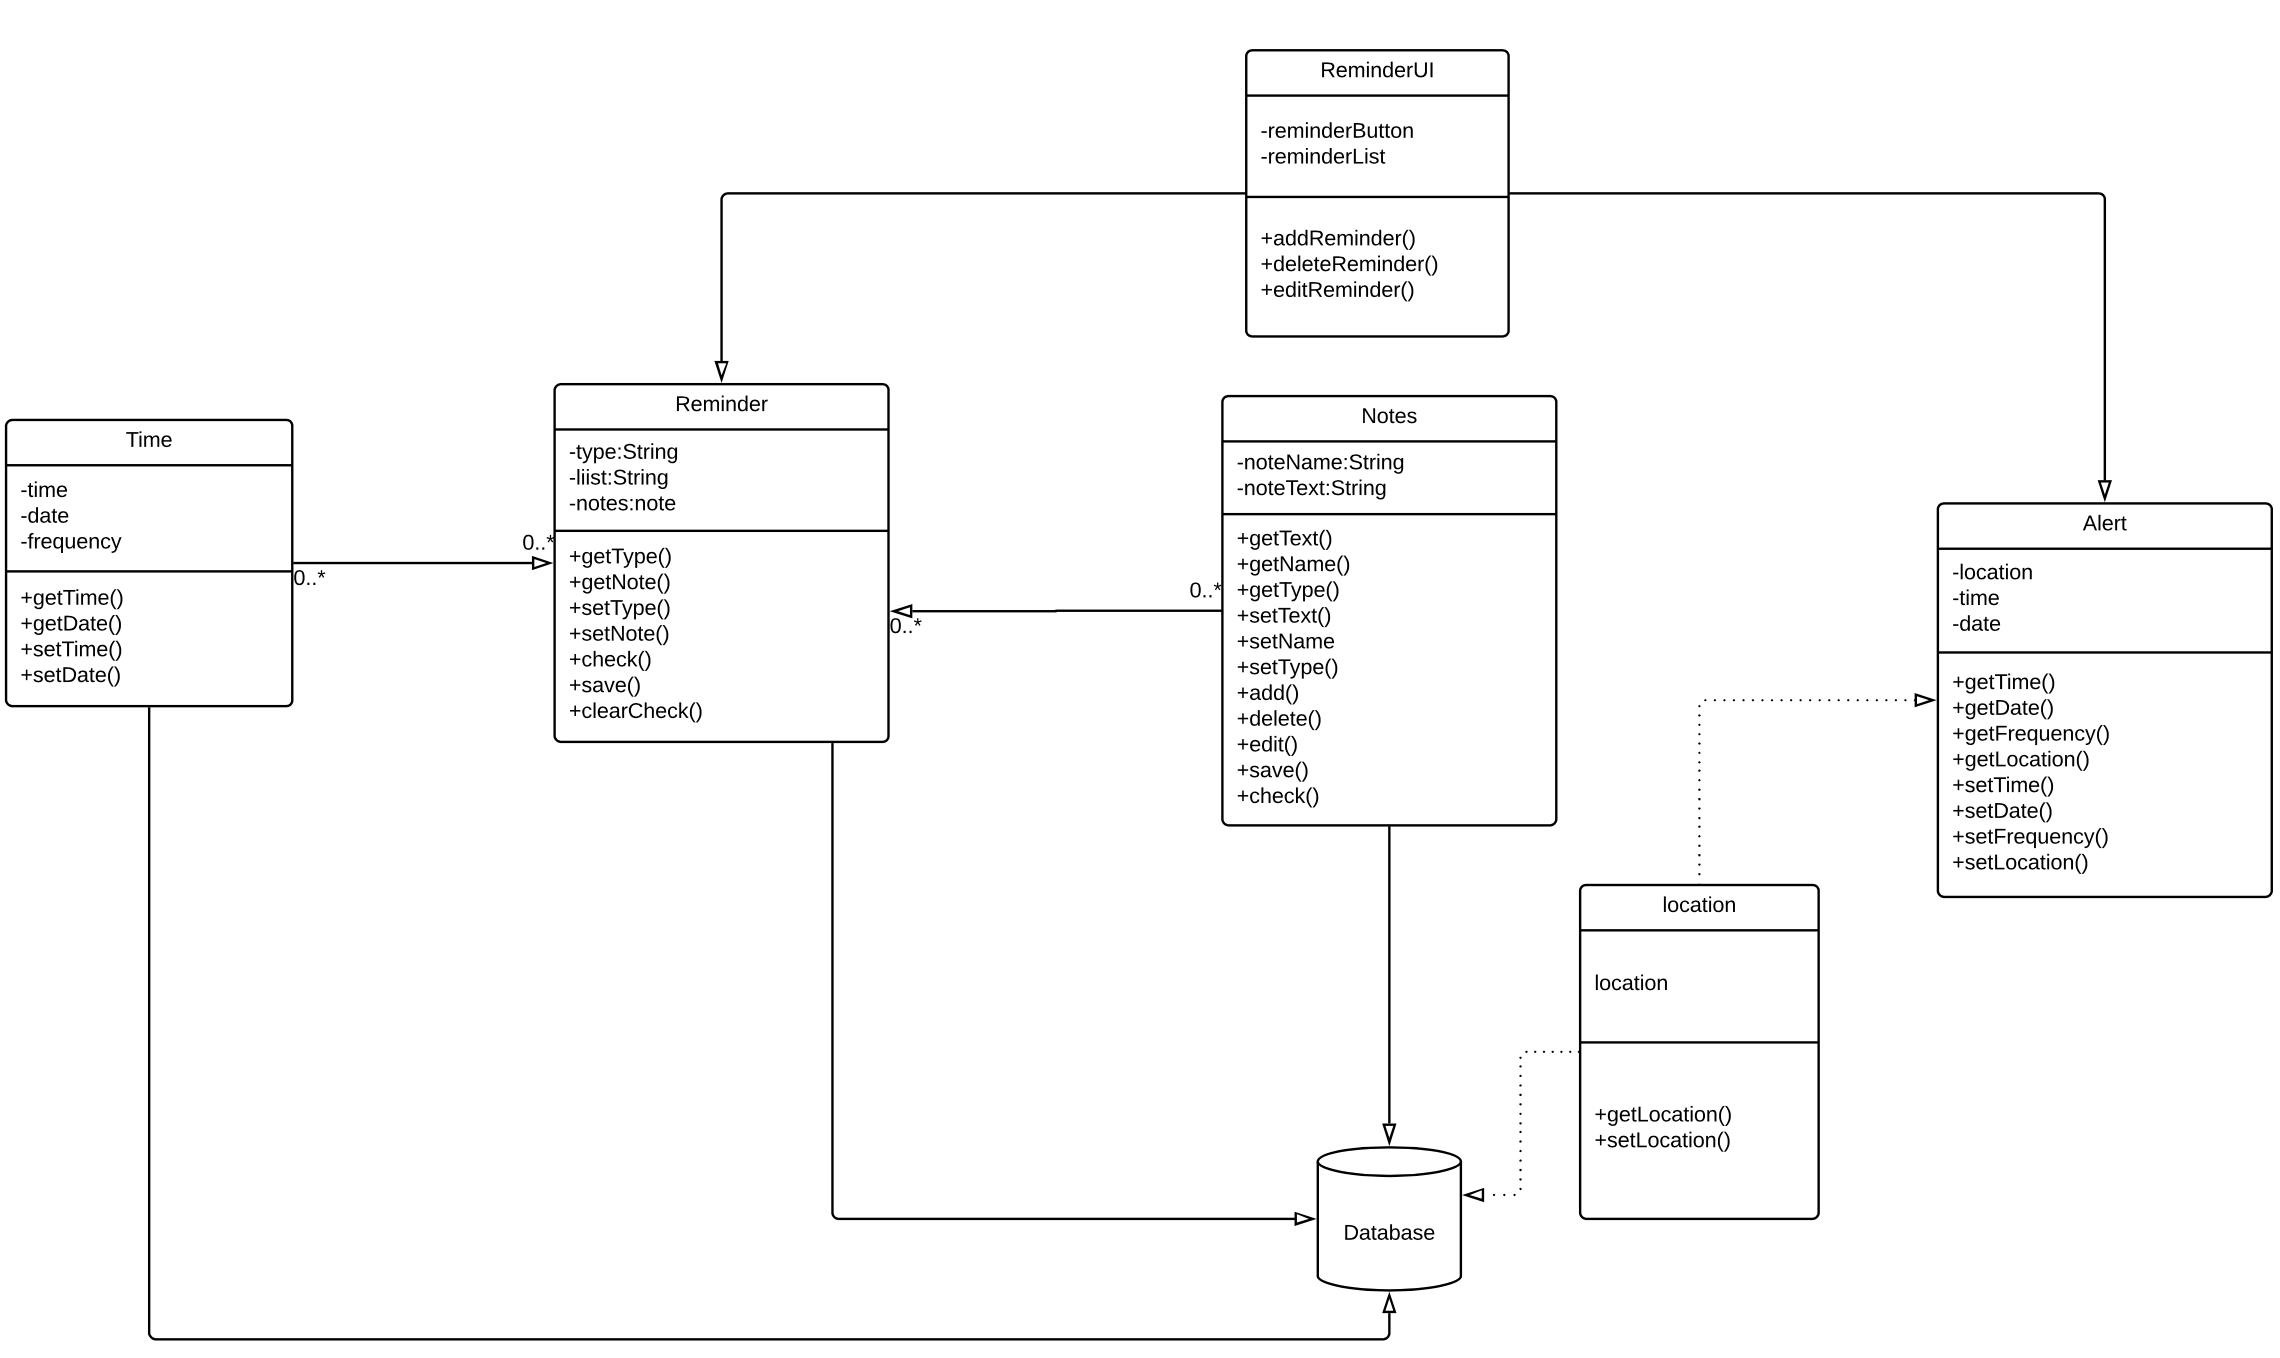 ReminderUI
-reminderButton
-reminderList
+addReminder()
+deleteReminder()
+editReminder()
Time
-time
-date
-frequency
+getTime()
+getDate()
+setTime()
+setDate()
0..*
0..*
Reminder
-type:String
-liist:String
-notes:note
+getType()
+getNote()
+setType()
+setNote()
+check()
+save()
+clearCheck()
0..*
0..*
Notes
-noteName:String
-noteText:String
+getText()
+getName()
+getType()
+setText()
+setName
+setType()
+add()
+delete()
+edit()
+save()
+check()
Alert
-location
-time
-date
+getTime()
+getDate()
+getFrequency()
+getLocation()
+setTime()
+setDate()
+setFrequency()
+setLocation()
location
location
+getLocation()
+setLocation()
Database